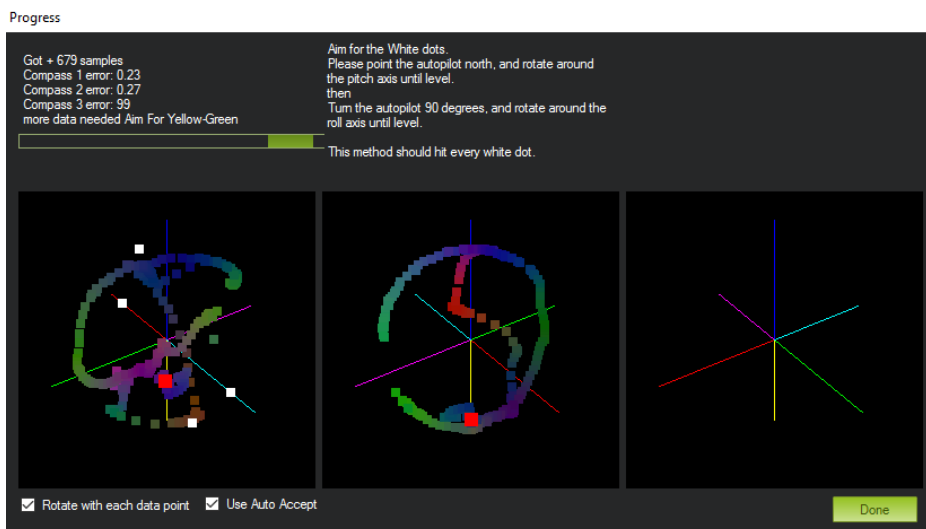 Progress
Got + 679 samples
Compass 1 error: 0.23
Compass 2 error: 0.27
Compass 3 error: 99
more data needed Aim For Yellow-Green
Aim for the White dots.
Please point the autopilot north, and rotate around
the pitch axis until level.
then
Turn the autopilot 90 degrees, and rotate around the
roll axis until level.
This method should hit every white dot.
Rotate with each data point
Use Auto Accept
Done